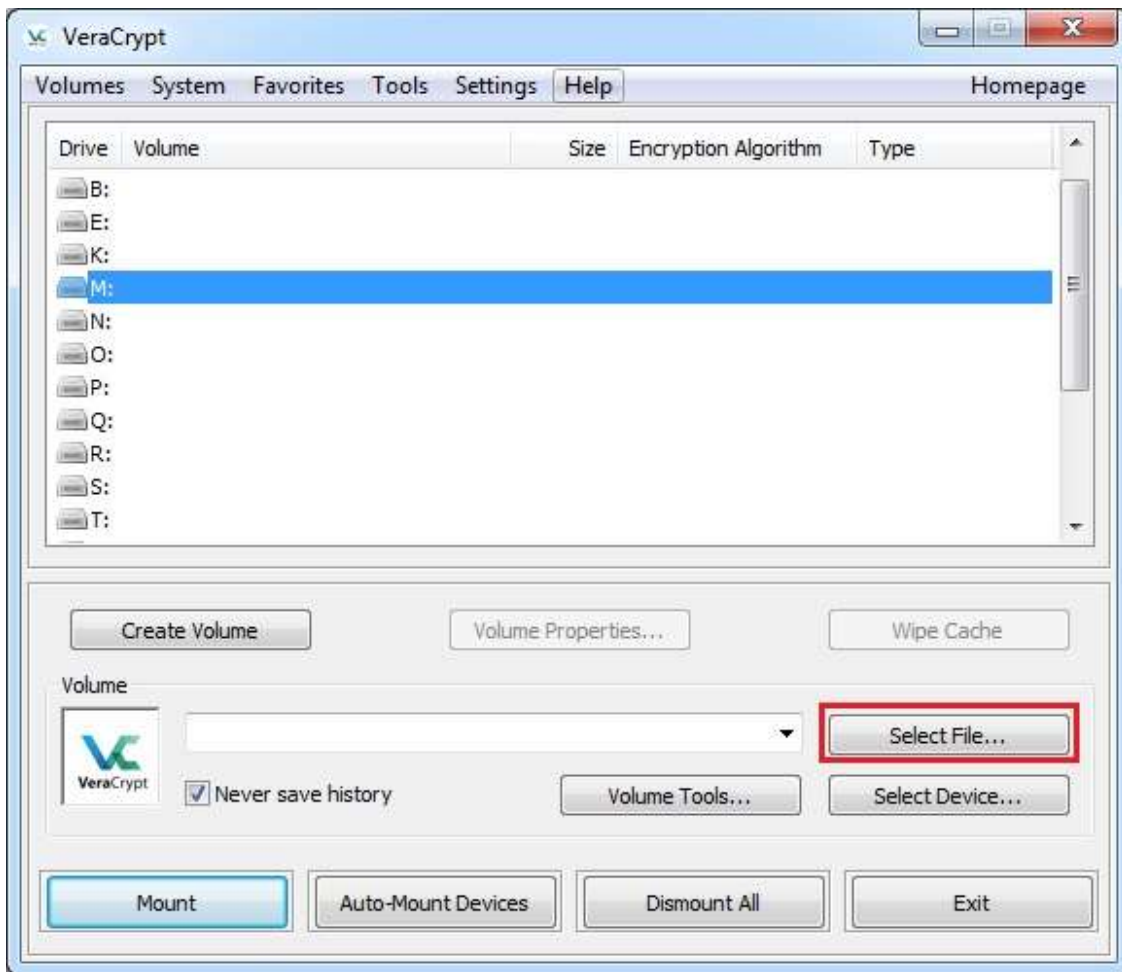 VeraCrypt
Volumes System Favorites Tools Settings Help Homepage
Drive Volume Size Encryption Algorithm Type
B:
E:
K:
M:
N:
O:
P:
Q:
R:
S:
T:
Create Volume Volume Properties... Wipe Cache
Volume
Select File...
VeraCrypt
Never save history Volume Tools... Select Device...
Mount Auto-Mount Devices Dismount All Exit